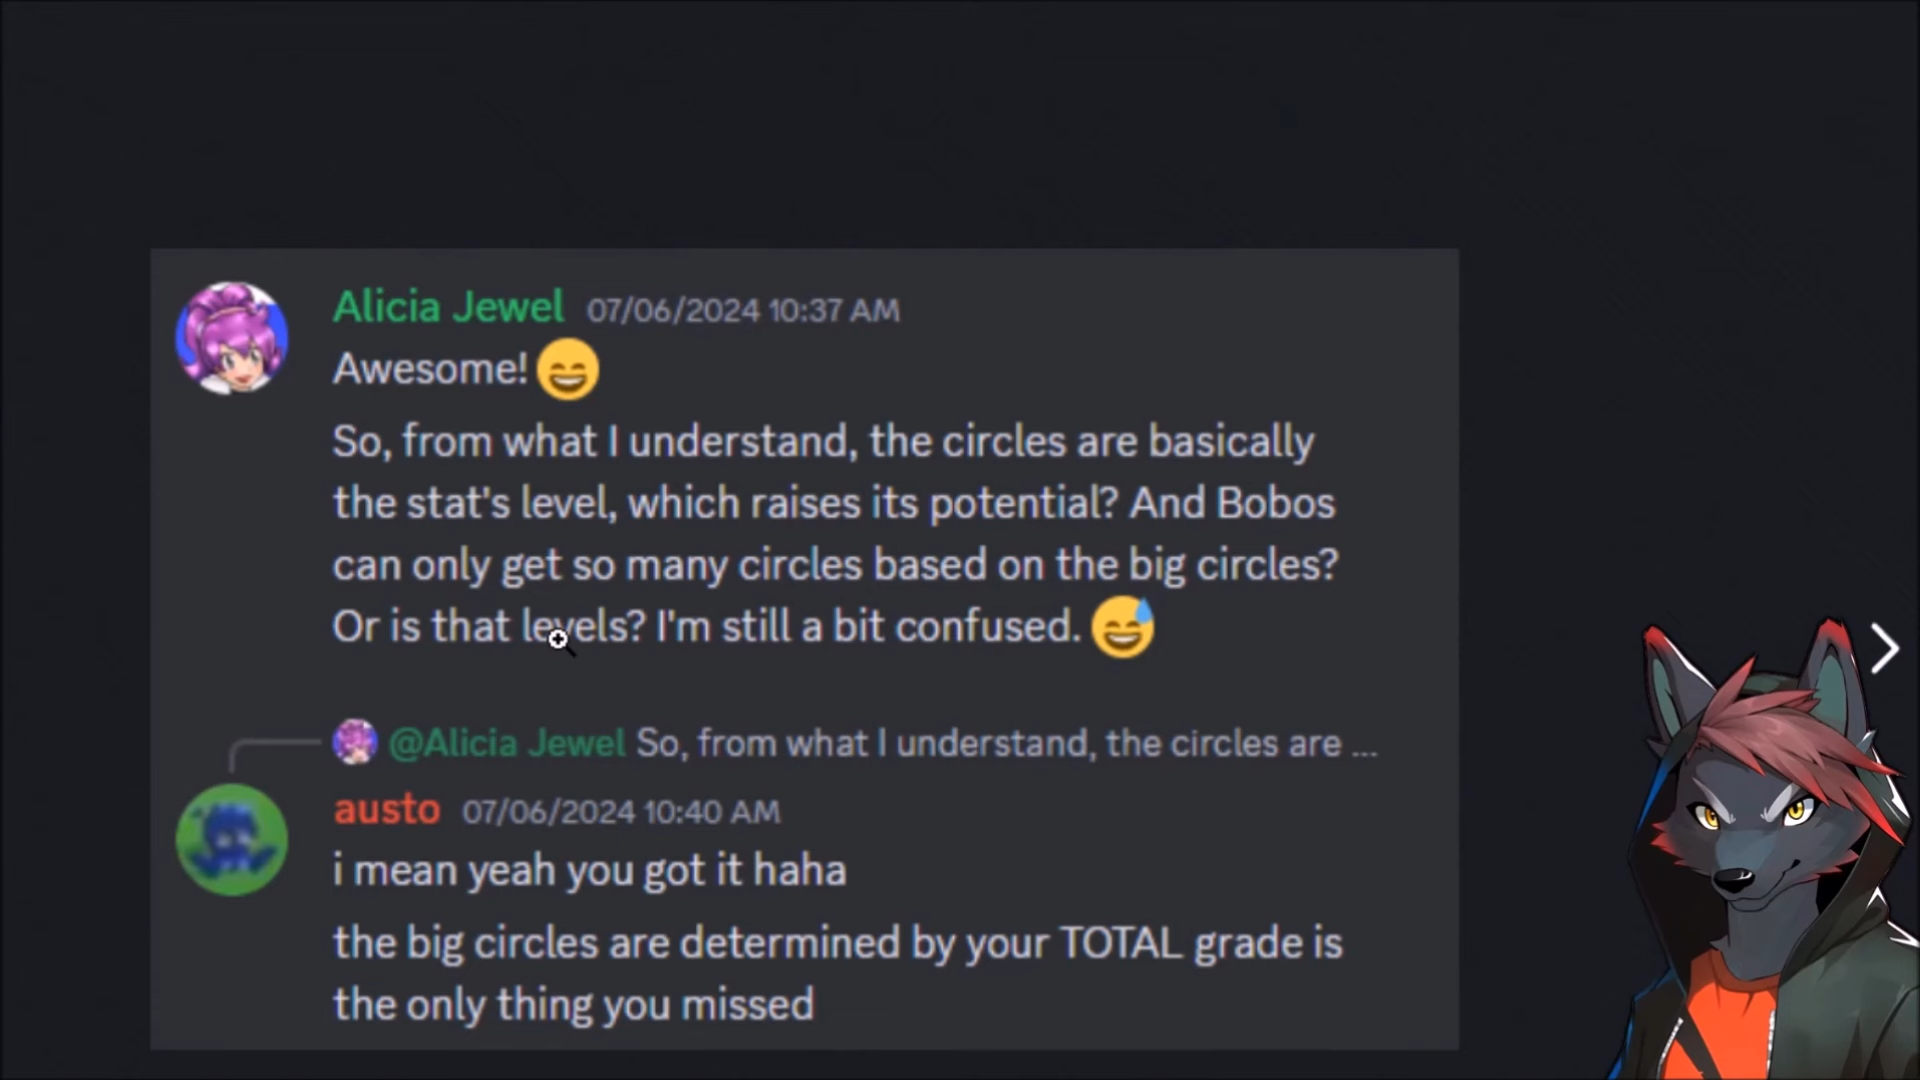 Alicia Jewel 07/06/2024 10:37 AM
Awesome! 😄
So, from what I understand, the circles are basically
the stat's level, which raises its potential? And Bobos
can only get so many circles based on the big circles?
Or is that levels? I'm still a bit confused. 😅
@Alicia Jewel So, from what I understand, the circles are ...
austo 07/06/2024 10:40 AM
i mean yeah you got it haha
the big circles are determined by your TOTAL grade is
the only thing you missed